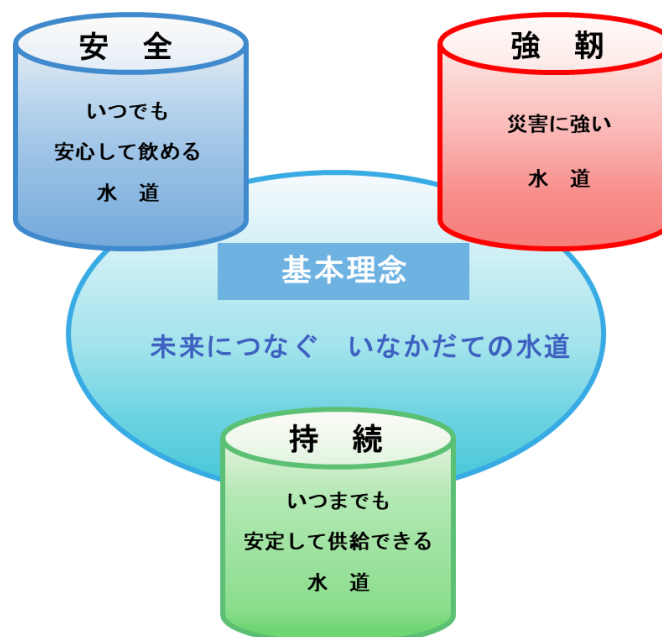 安　全
いつでも
安心して飲める
水　道
強　靭
災害に強い
水　道
基本理念
未来につなぐ　いなかだての水道
持　続
いつまでも
安定して供給できる
水　道